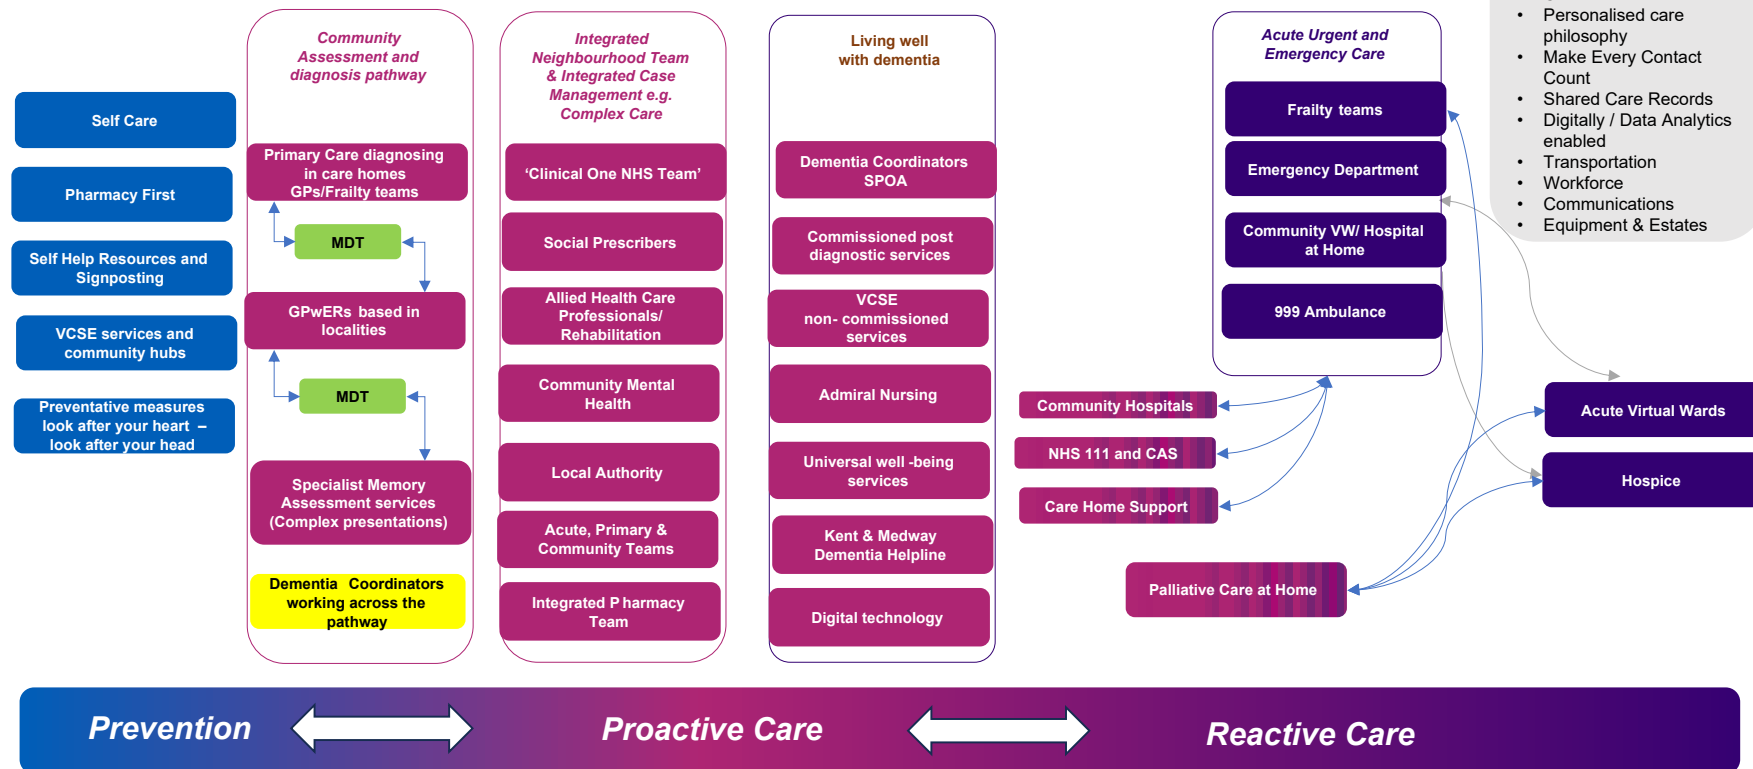 Self Care
Pharmacy First
Self Help Resources and
Signposting
VCSE services and
community hubs
Preventative measures
look after your heart –
look after your head
Community
Assessment and
diagnosis pathway
Primary Care diagnosing
in care homes
GPs/Frailty teams
MDT
GPwERs based in
localities
MDT
Specialist Memory
Assessment services
(Complex presentations)
Dementia Coordinators
working across the
pathway
Integrated
Neighbourhood Team
& Integrated Case
Management e.g.
Complex Care
‘Clinical One NHS Team’
Social Prescribers
Allied Health Care
Professionals/
Rehabilitation
Community Mental
Health
Local Authority
Acute, Primary &
Community Teams
Integrated P harmacy
Team
Living well
with dementia
Dementia Coordinators
SPOA
Commissioned post
diagnostic services
VCSE
non- commissioned
services
Admiral Nursing
Universal well -being
services
Kent & Medway
Dementia Helpline
Digital technology
Acute Urgent and
Emergency Care
Frailty teams
Emergency Department
Community VW/ Hospital
at Home
999 Ambulance
Community Hospitals
NHS 111 and CAS
Care Home Support
Palliative Care at Home
• Personalised care
philosophy
• Make Every Contact
Count
• Shared Care Records
• Digitally / Data Analytics
enabled
• Transportation
• Workforce
• Communications
• Equipment & Estates
Acute Virtual Wards
Hospice
Prevention
Proactive Care
Reactive Care